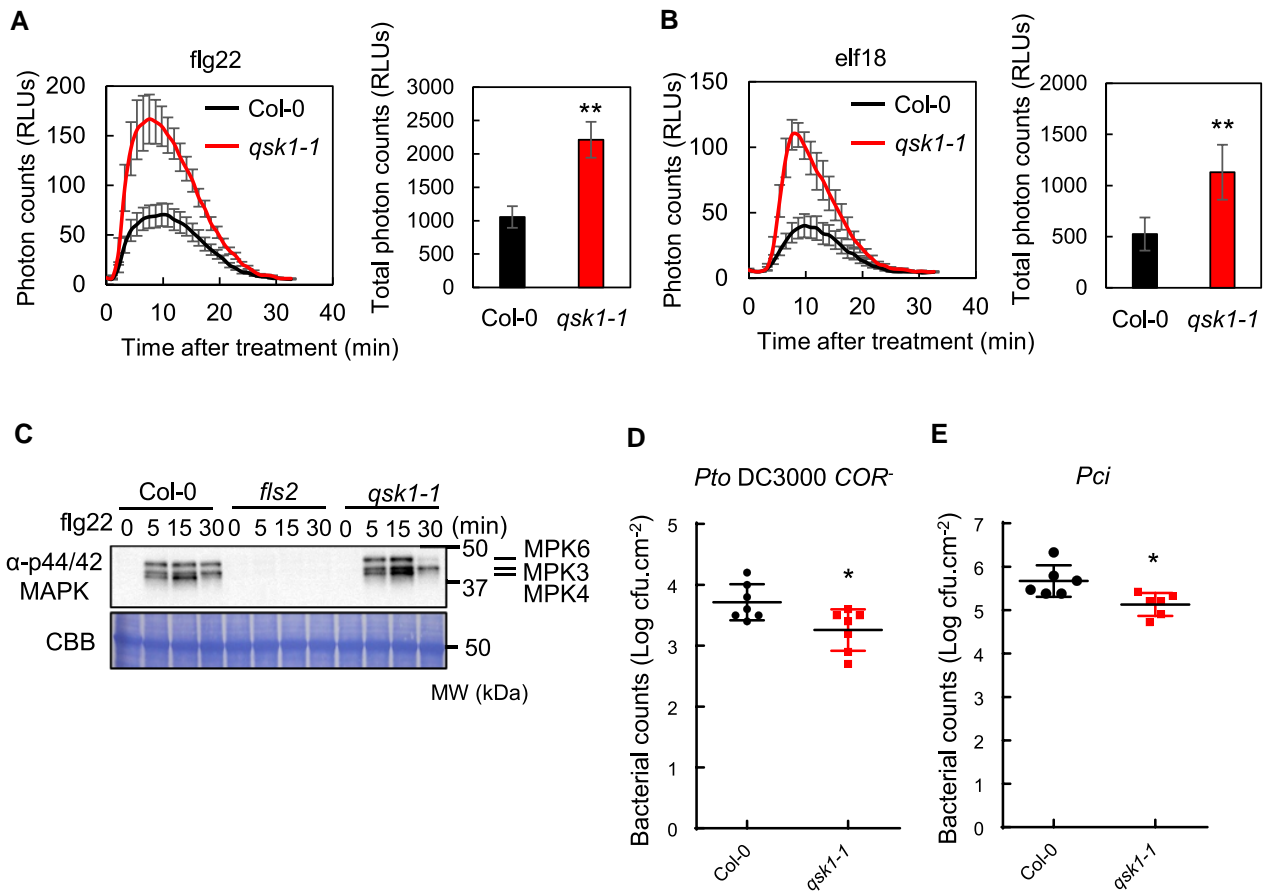 A
flg22
Photon counts (RLUs)
200
150
100
50
0
Col-0
qsk1-1
0 10 20 30 40
Time after treatment (min)
Total photon counts (RLUs)
3000
2500
2000
1500
1000
500
0
**
Col-0 qsk1-1
B
elf18
Photon counts (RLUs)
150
100
50
0
Col-0
qsk1-1
0 10 20 30 40
Time after treatment (min)
Total photon counts (RLUs)
2000
1500
1000
500
0
**
Col-0 qsk1-1
C
Col-0 fls2 qsk1-1
flg22 0 5 15 30 0 5 15 30 0 5 15 30 (min)
α-p44/42
MAPK
50
37
MPK6
MPK3
MPK4
CBB
50
MW (kDa)
D
Pto DC3000 COR-
Bacterial counts (Log cfu.cm-2)
5
4
3
2
1
0
*
Col-0
qsk1-1
E
Pci
Bacterial counts (Log cfu.cm-2)
7
6
5
4
3
2
1
0
*
Col-0
qsk1-1